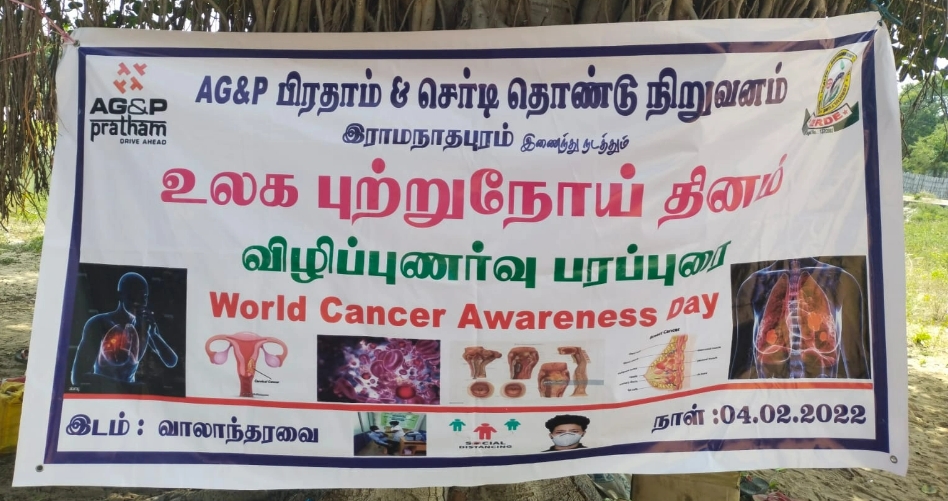 AG&P பிரதாம் & செர்டி தொண்டு நிறுவனம்
AG&P
pratham
DRIVE AHEAD
இராமநாதபுரம் இணைந்து நடத்தும்
உலக புற்றுநோய் தினம்
விழிப்புணர்வு பரப்புரை
World Cancer Awareness Day
இடம் : வாலாந்தரவை
SOCIAL
DISTANCING
நாள் :04.02.2022